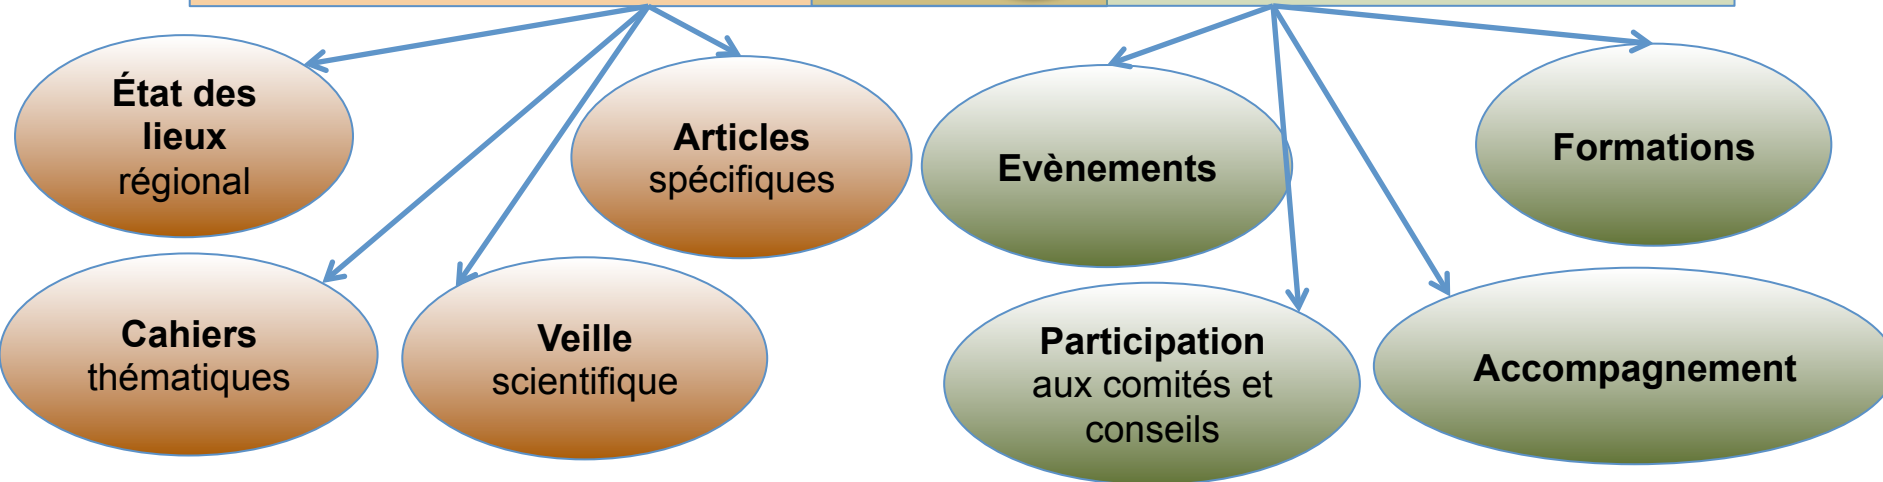 État des
lieux
régional
Articles
spécifiques
Evènements
Formations
Cahiers
thématiques
Veille
scientifique
Participation
aux comités et
conseils
Accompagnement